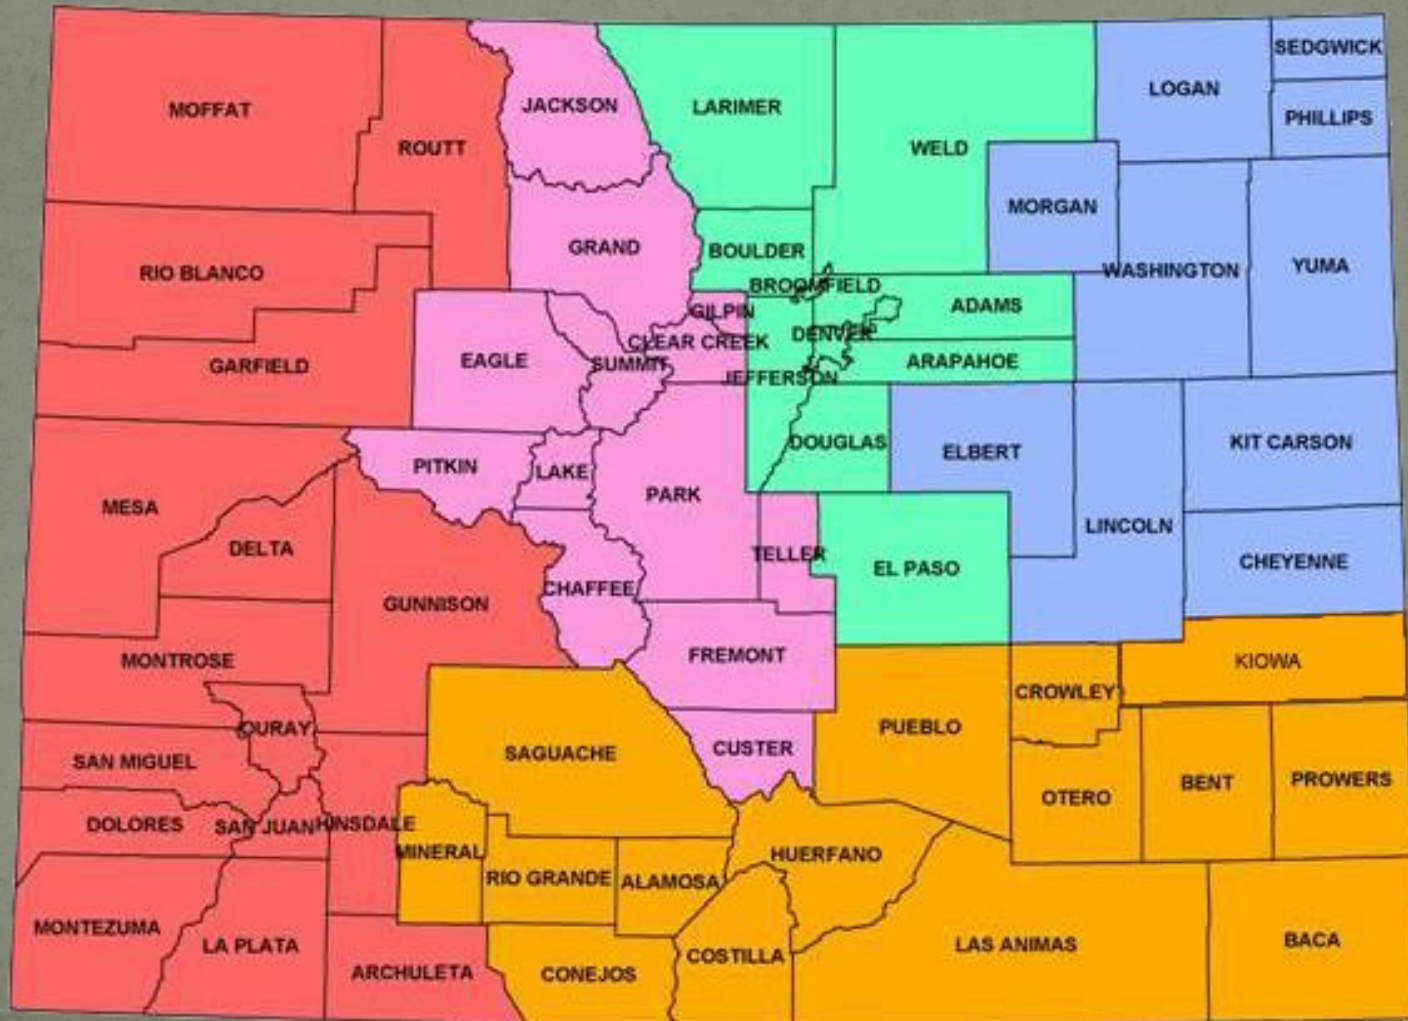 SEDGWICK
LOGAN
JACKSON
LARIMER
MOFFAT
PHILLIPS
ROUTT
WELD
MORGAN
GRAND
BOULDER
RIO BLANCO
WASHINGTON
YUMA
BROOMFIELD
GILPIN
ADAMS
DENVER
CLEAR CREEK
EAGLE
SUMMIT
ARAPAHOE
GARFIELD
JEFFERSON
DOUGLAS
KIT CARSON
ELBERT
PITKIN
LAKE
PARK
MESA
LINCOLN
DELTA
TELLER
CHEYENNE
EL PASO
CHAFFEE
GUNNISON
FREMONT
MONTROSE
KIOWA
CROWLEY
OURAY
PUEBLO
CUSTER
SAGUACHE
SAN MIGUEL
PROWERS
BENT
OTERO
DOLORES
SAN JUAN
HINSDALE
MINERAL
HUERFANO
RIO GRANDE
ALAMOSA
MONTEZUMA
LA PLATA
LAS ANIMAS
BACA
COSTILLA
ARCHULETA
CONEJOS